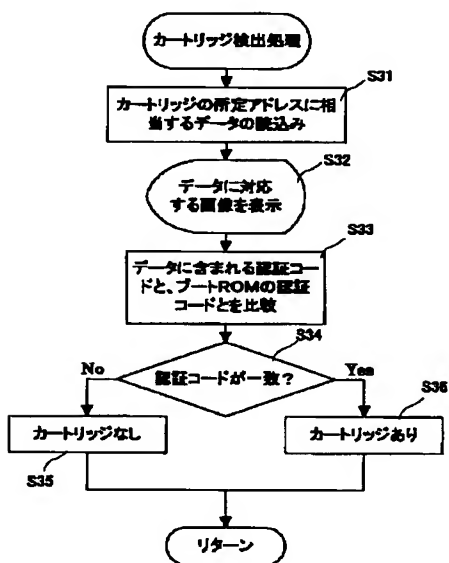 カートリッジ検出処理
S31
カートリッジの所定アドレスに相
当するデータの読込み
S32
データに対応
する画像を表示
S33
データに含まれる認証コー
ドと、ブートROMの認証
コードとを比較
S34
No
認証コードが一致？
Yes
S36
カートリッジなし
カートリッジあり
S35
リターン